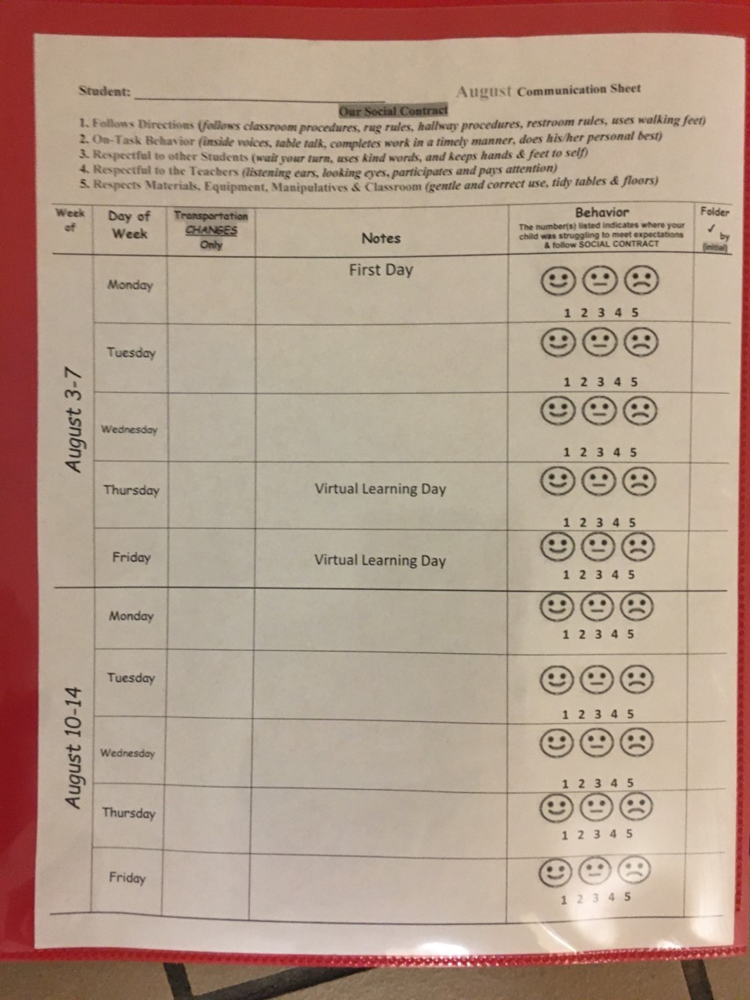 Student: ____________________ August Communication Sheet
Our Social Contract
1. Follows Directions (follows classroom procedures, rug rules, hallway procedures, restroom rules, uses walking feet)
2. On-Task Behavior (inside voices, table talk, completes work in a timely manner, does his/her personal best)
3. Respectful to other Students (wait your turn, uses kind words, and keeps hands & feet to self)
4. Respectful to the Teachers (listening ears, looking eyes, participates and pays attention)
5. Respects Materials, Equipment, Manipulatives & Classroom (gentle and correct use, tidy tables & floors)
Week
of
Day of
Week
Transportation
CHANGES
Only
Notes
Behavior
The number(s) listed indicates where your
child was struggling to meet expectations
& follow SOCIAL CONTRACT
Folder
✓ by
(initial)
August 3-7
Monday
First Day
1 2 3 4 5
Tuesday
1 2 3 4 5
Wednesday
1 2 3 4 5
Thursday
Virtual Learning Day
1 2 3 4 5
Friday
Virtual Learning Day
1 2 3 4 5
August 10-14
Monday
1 2 3 4 5
Tuesday
1 2 3 4 5
Wednesday
1 2 3 4 5
Thursday
1 2 3 4 5
Friday
1 2 3 4 5